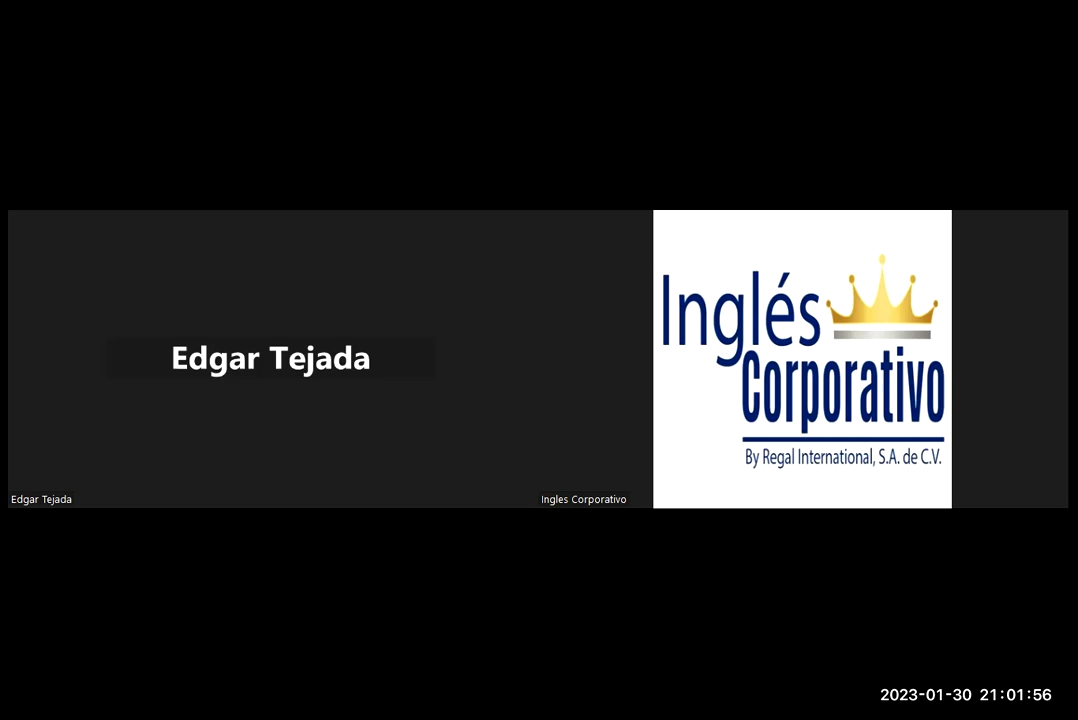 Edgar Tejada
Edgar Tejada
Ingles Corporativo
Inglés
Corporativo
By Regal International, S.A. de C.V.
2023-01-30 21:01:56